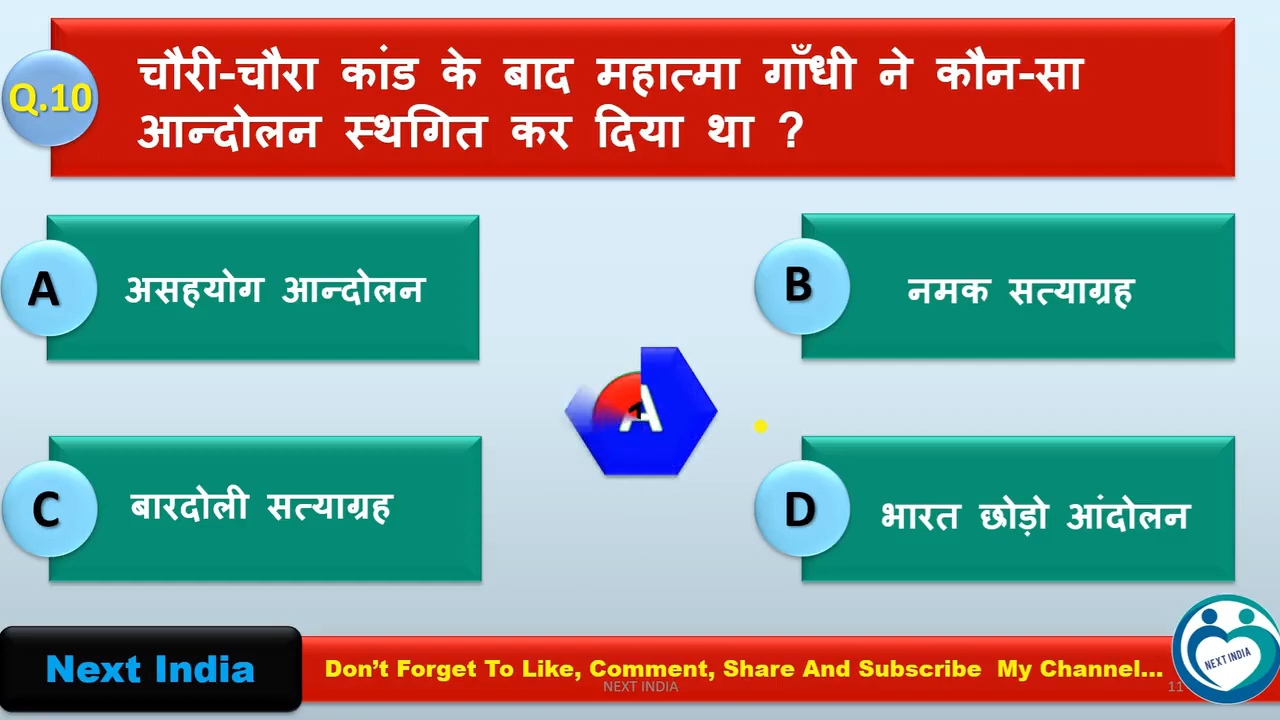 Q.10
चौरी-चौरा कांड के बाद महात्मा गाँधी ने कौन-सा
आन्दोलन स्थगित कर दिया था ?
A
असहयोग आन्दोलन
B
नमक सत्याग्रह
A
C
बारदोली सत्याग्रह
D
भारत छोड़ो आंदोलन
Next India
Don't Forget To Like, Comment, Share And Subscribe My Channel...
NEXT INDIA
11
NEXT INDIA